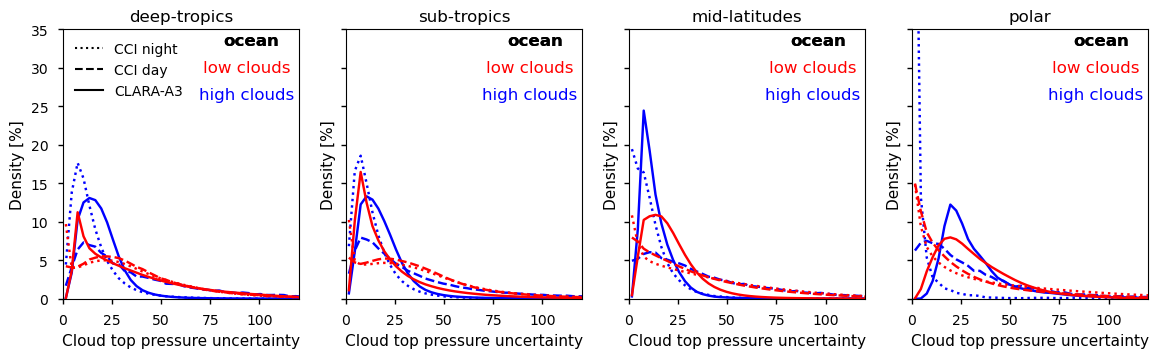 deep-tropics
sub-tropics
mid-latitudes
polar
CCI night
CCI day
CLARA-A3
ocean
low clouds
high clouds
ocean
low clouds
high clouds
ocean
low clouds
high clouds
ocean
low clouds
high clouds
35
30
25
20
15
10
5
0
Density [%]
Density [%]
Density [%]
Density [%]
0 25 50 75 100
0 25 50 75 100
0 25 50 75 100
0 25 50 75 100
Cloud top pressure uncertainty
Cloud top pressure uncertainty
Cloud top pressure uncertainty
Cloud top pressure uncertainty